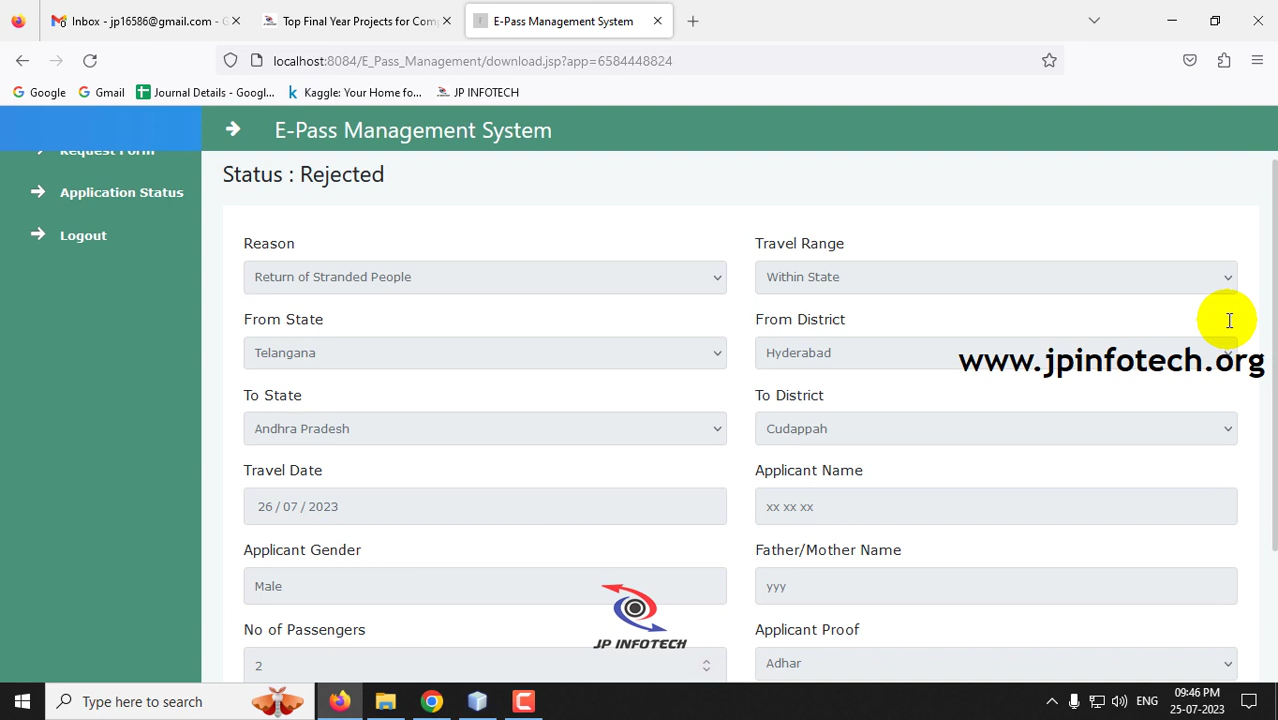 Inbox - jp16586@gmail.com - G
Top Final Year Projects for Comp
E-Pass Management System
localhost:8084/E_Pass_Management/download.jsp?app=6584448824
Google
Gmail
Journal Details - Googl...
Kaggle: Your Home fo...
JP INFOTECH
E-Pass Management System
Request Form
Application Status
Logout
Status : Rejected
Reason
Travel Range
Return of Stranded People
Within State
From State
From District
Telangana
Hyderabad
www.jpinfotech.org
To State
To District
Andhra Pradesh
Cudappah
Travel Date
Applicant Name
26 / 07 / 2023
xx xx xx
Applicant Gender
Father/Mother Name
Male
yyy
No of Passengers
Applicant Proof
JP INFOTECH
2
Adhar
Type here to search
ENG
09:46 PM
25-07-2023